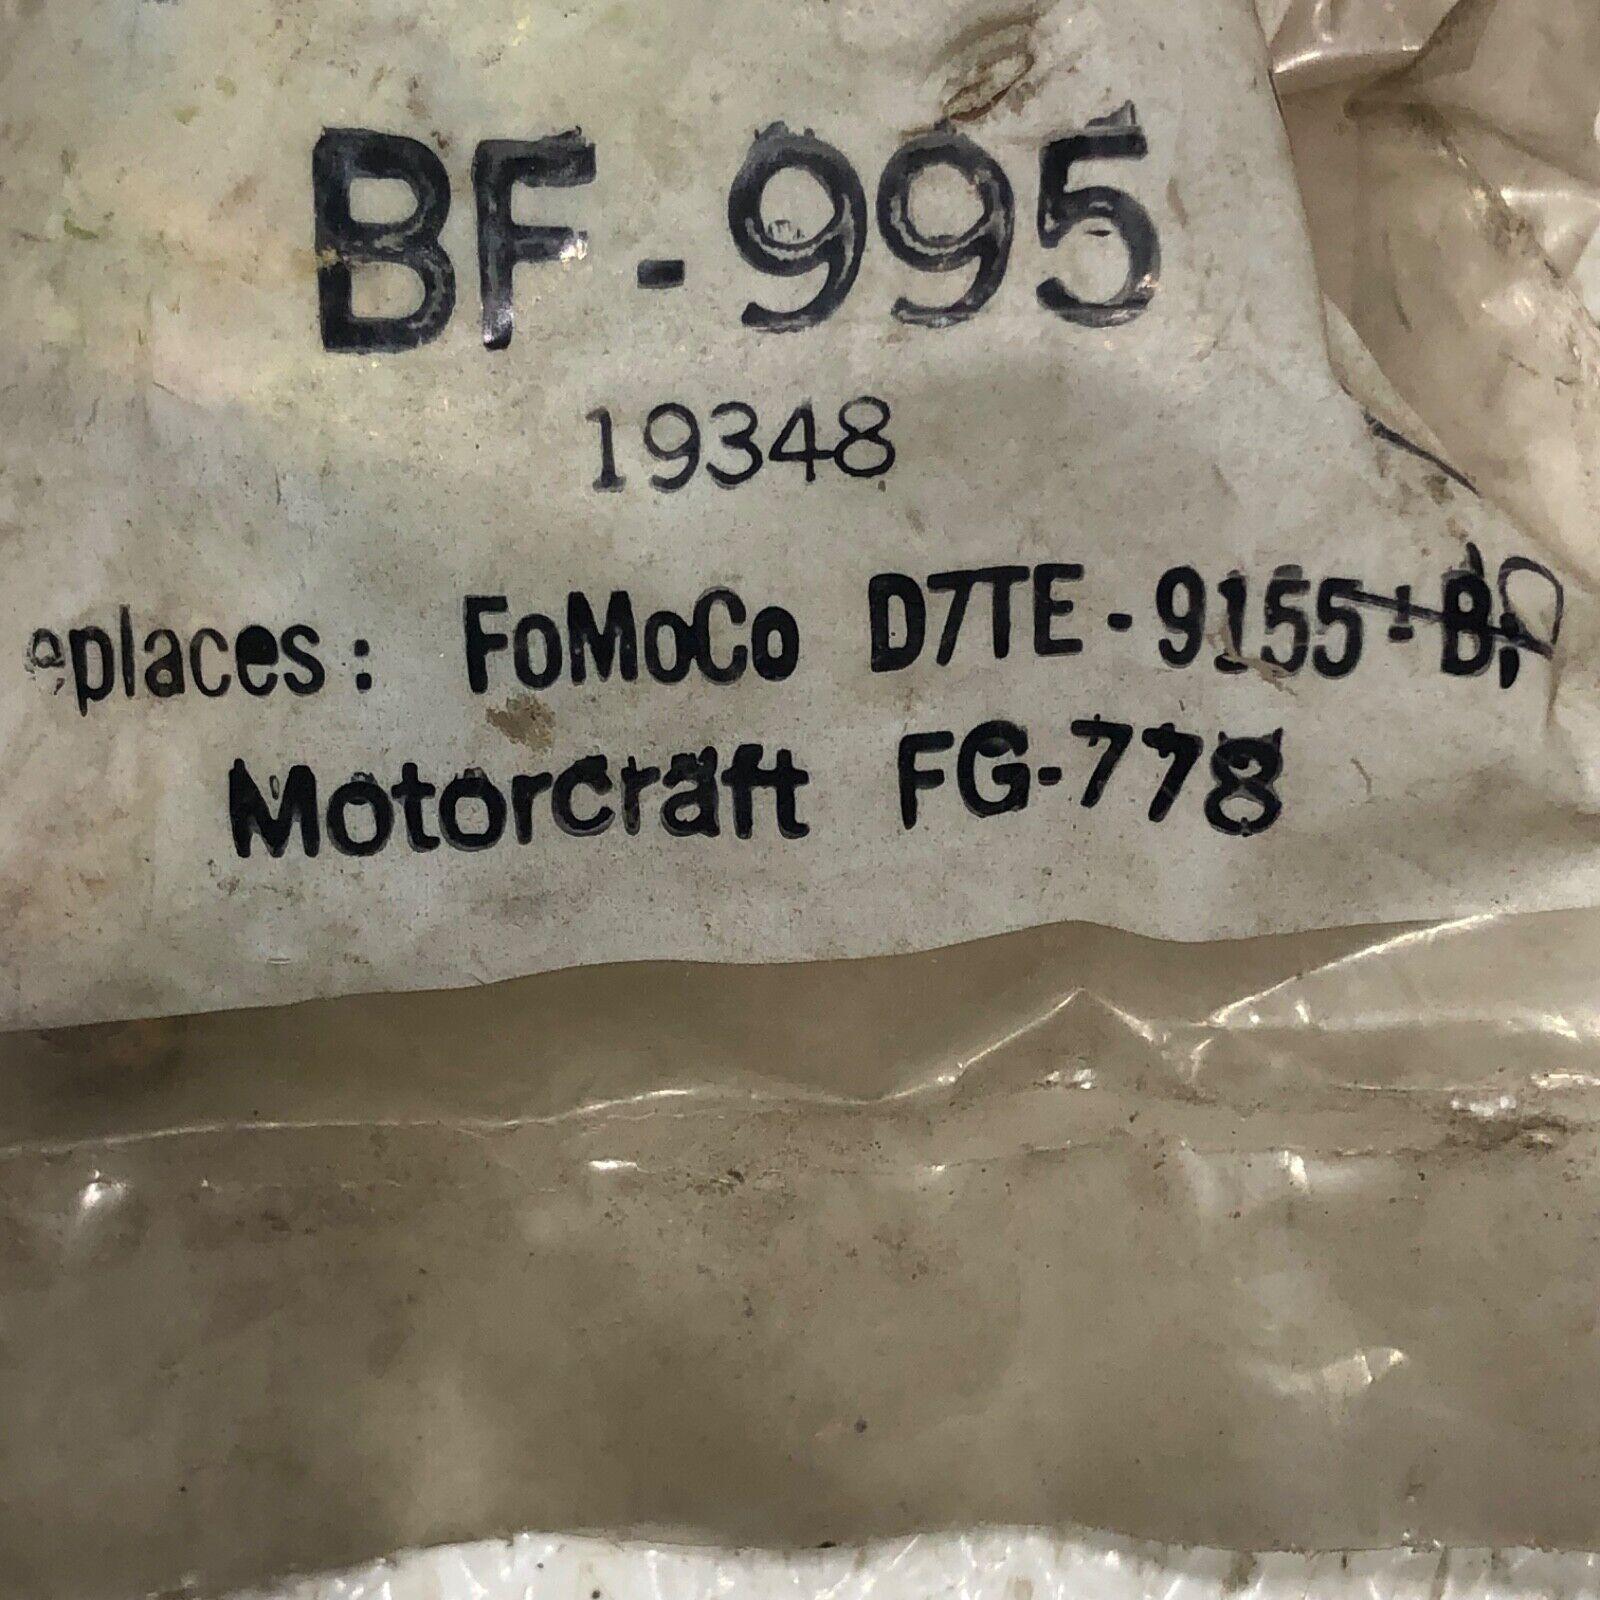 BF-995
19348
eplaces: FoMoCo D7TE-9155-B,
Motorcraft FG-778